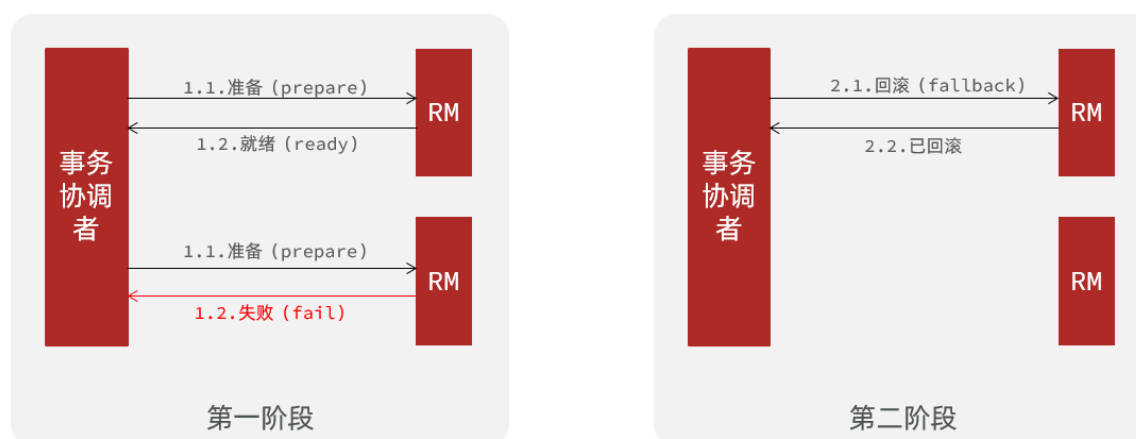 1.1.准备 (prepare)
RM
1.2.就绪 (ready)
事务
协调
者
1.1.准备 (prepare)
RM
1.2.失败 (fail)
第一阶段
2.1.回滚 (fallback)
RM
2.2.已回滚
事务
协调
者
RM
第二阶段